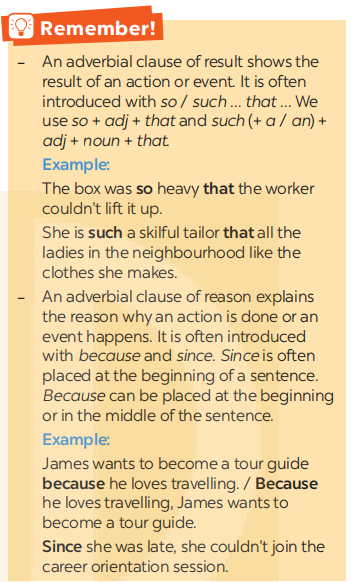 Remember!
– An adverbial clause of result shows the
result of an action or event. It is often
introduced with so / such ... that ... We
use so + adj + that and such (+ a / an) +
adj + noun + that.
Example:
The box was so heavy that the worker
couldn't lift it up.
She is such a skilful tailor that all the
ladies in the neighbourhood like the
clothes she makes.
– An adverbial clause of reason explains
the reason why an action is done or an
event happens. It is often introduced
with because and since. Since is often
placed at the beginning of a sentence.
Because can be placed at the beginning
or in the middle of the sentence.
Example:
James wants to become a tour guide
because he loves travelling. / Because
he loves travelling, James wants to
become a tour guide.
Since she was late, she couldn't join the
career orientation session.